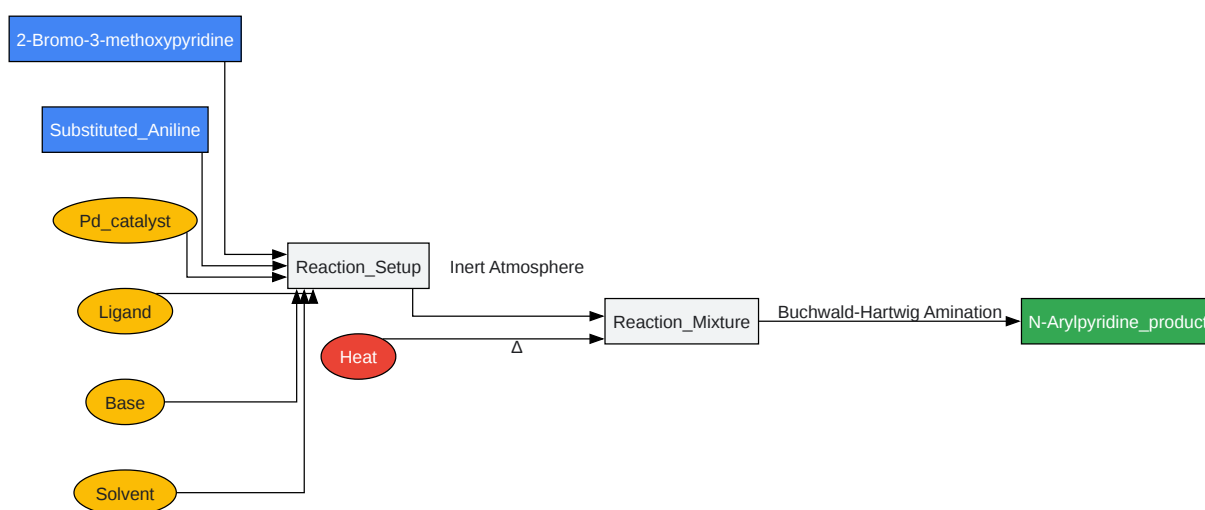 2-Bromo-3-methoxypyridine
Substituted_Aniline
Pd_catalyst
Reaction_Setup
Inert Atmosphere
Ligand
Reaction_Mixture
Buchwald-Hartwig Amination
N-Arylpyridine_product
Heat
Δ
Base
Solvent